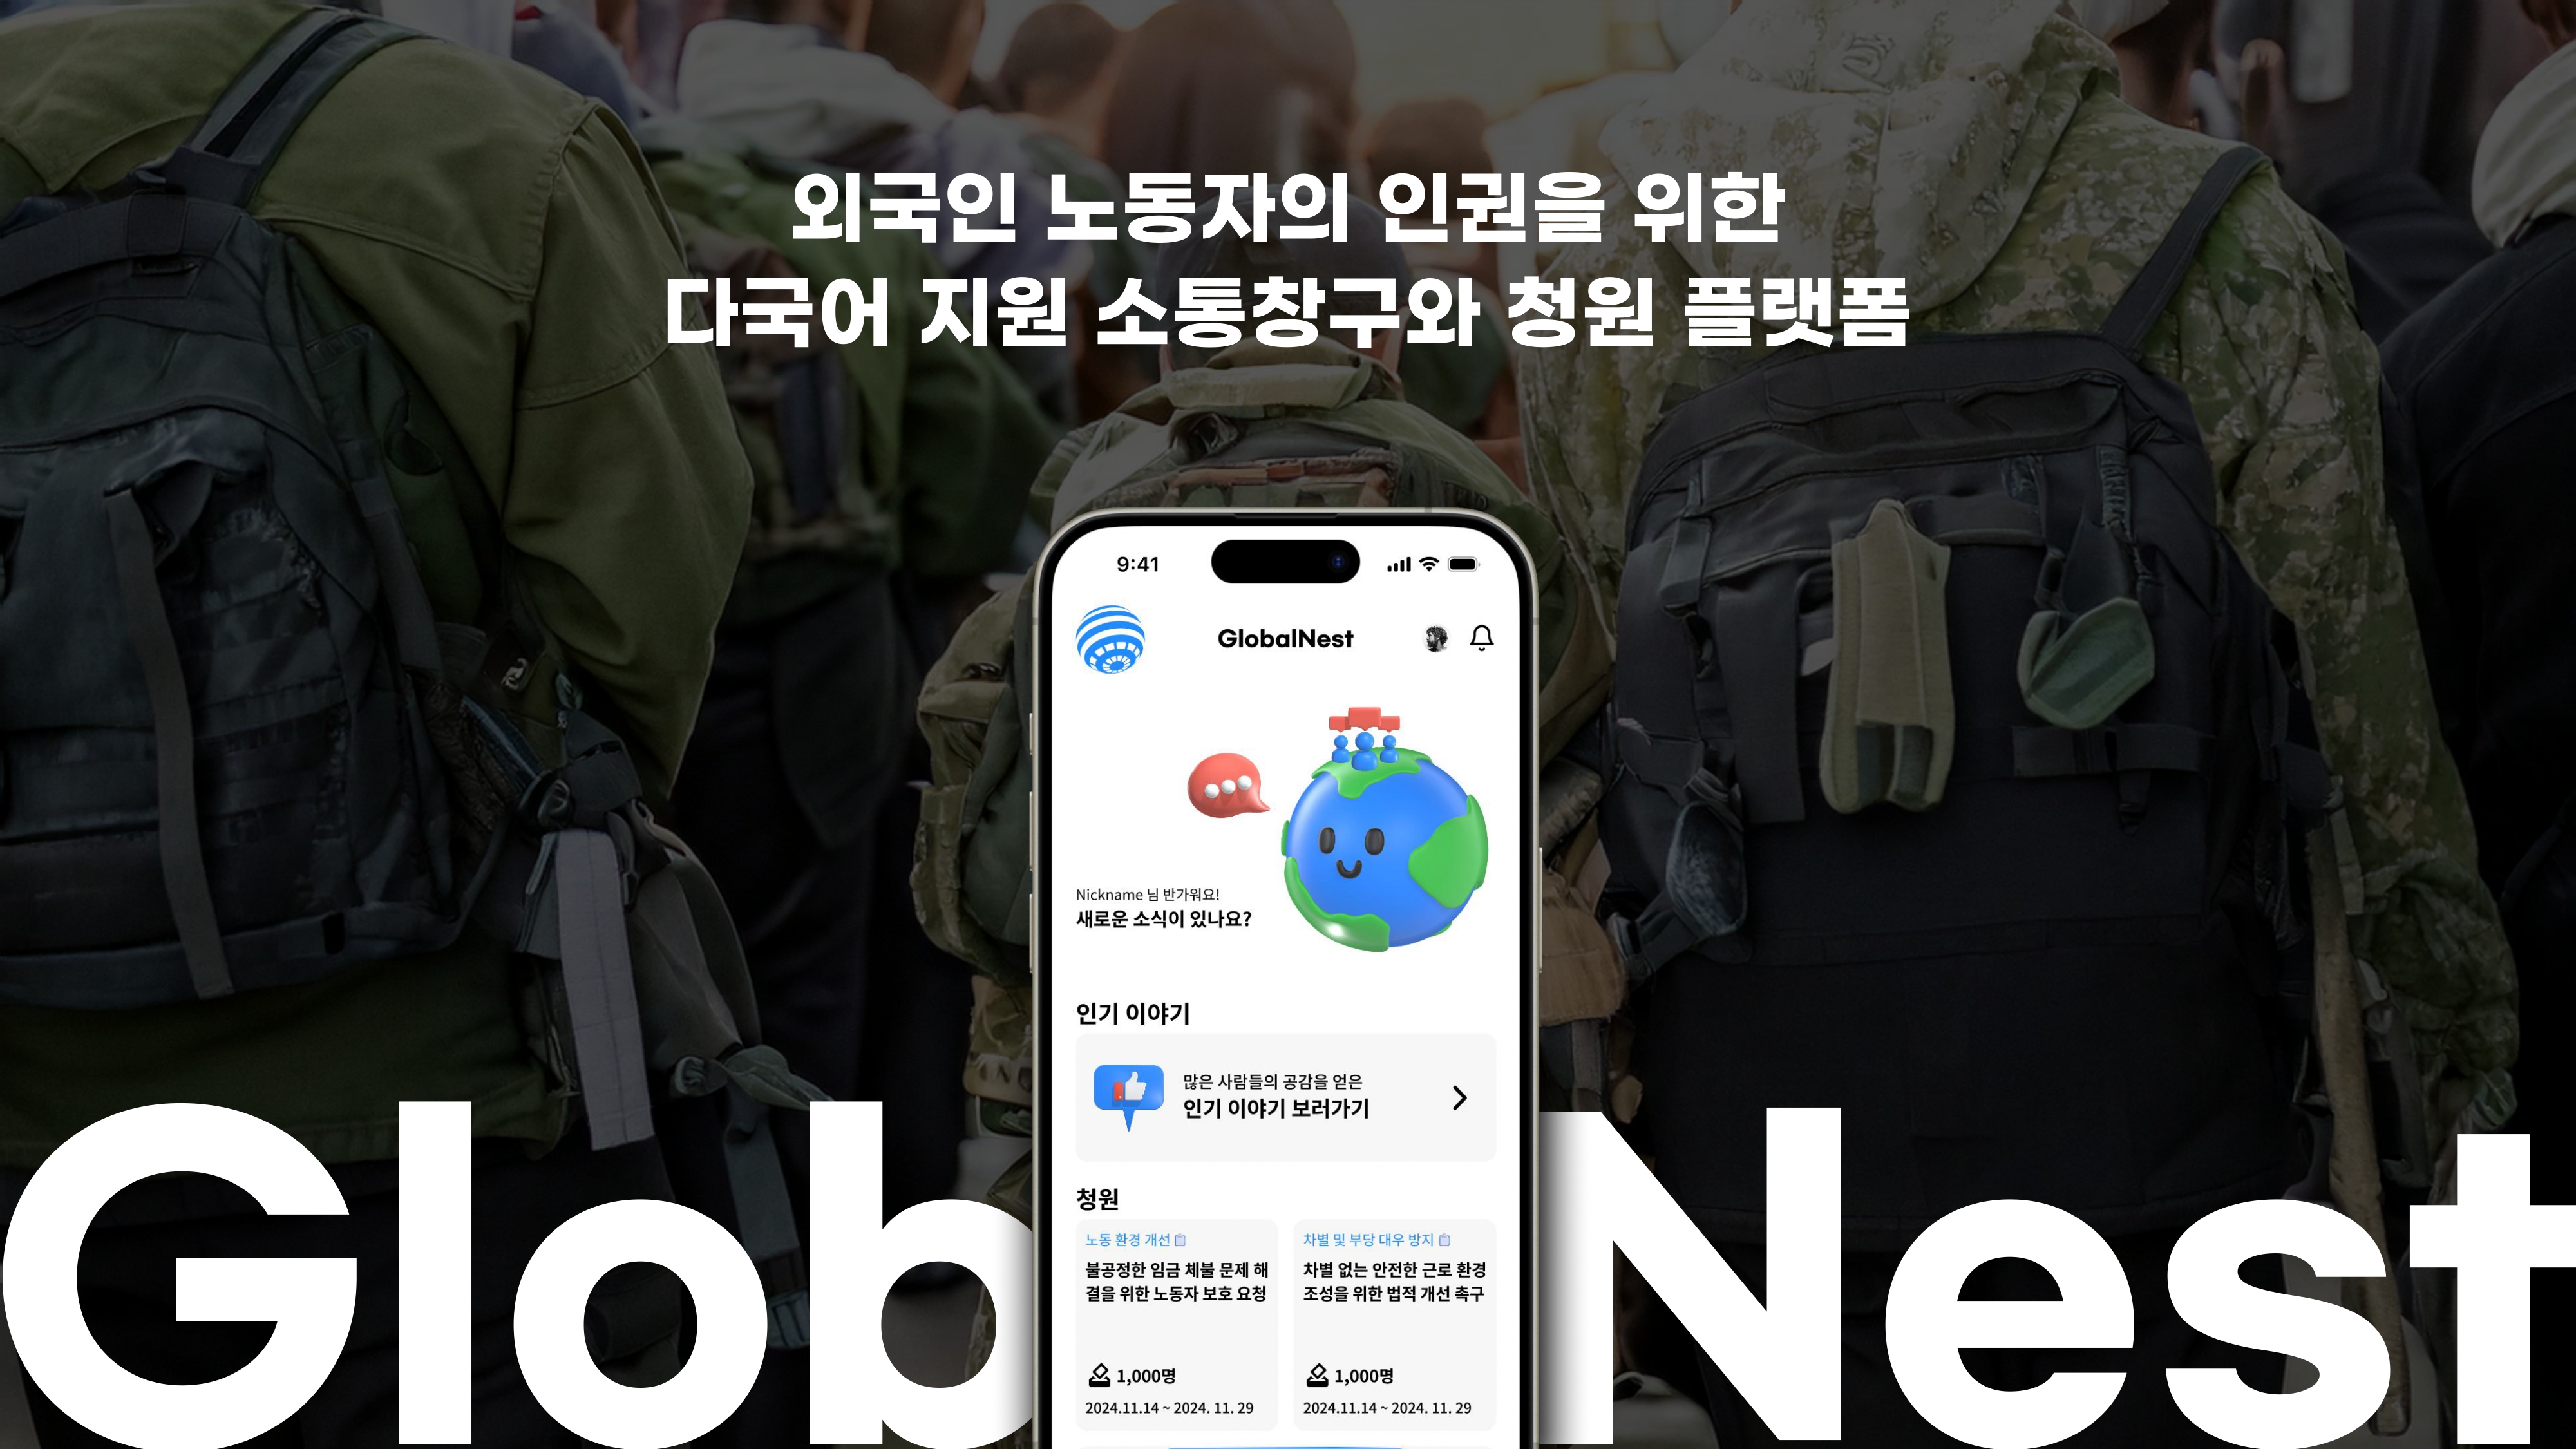 외국인 노동자의 인권을 위한
다국어 지원 소통창구와 청원 플랫폼
9:41
GlobalNest
Nickname 님 반가워요!
새로운 소식이 있나요?
인기 이야기
많은 사람들의 공감을 얻은
인기 이야기 보러가기
청원
노동 환경 개선
불공정한 임금 체불 문제 해
결을 위한 노동자 보호 요청
1,000명
2024.11.14 ~ 2024. 11. 29
차별 및 부당 대우 방지
차별 없는 안전한 근로 환경
조성을 위한 법적 개선 촉구
1,000명
2024.11.14 ~ 2024. 11. 29
Glob Nest